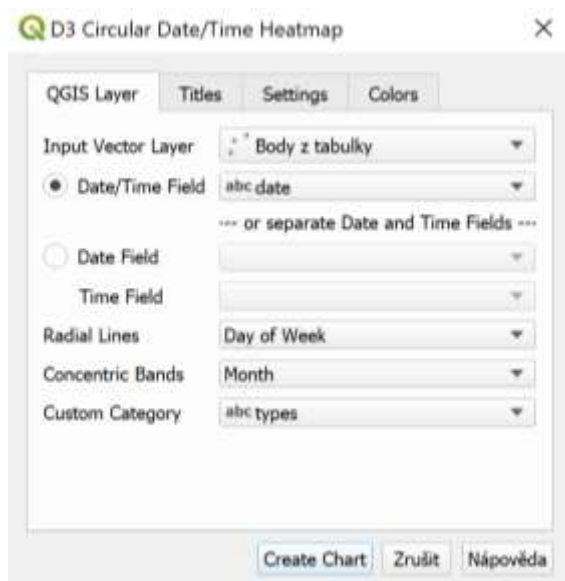 D3 Circular Date/Time Heatmap
QGIS Layer Titles Settings Colors
Input Vector Layer Body z tabulky
Date/Time Field abc date
--- or separate Date and Time Fields ---
Date Field
Time Field
Radial Lines Day of Week
Concentric Bands Month
Custom Category abc types
Create Chart Zrušit Nápověda